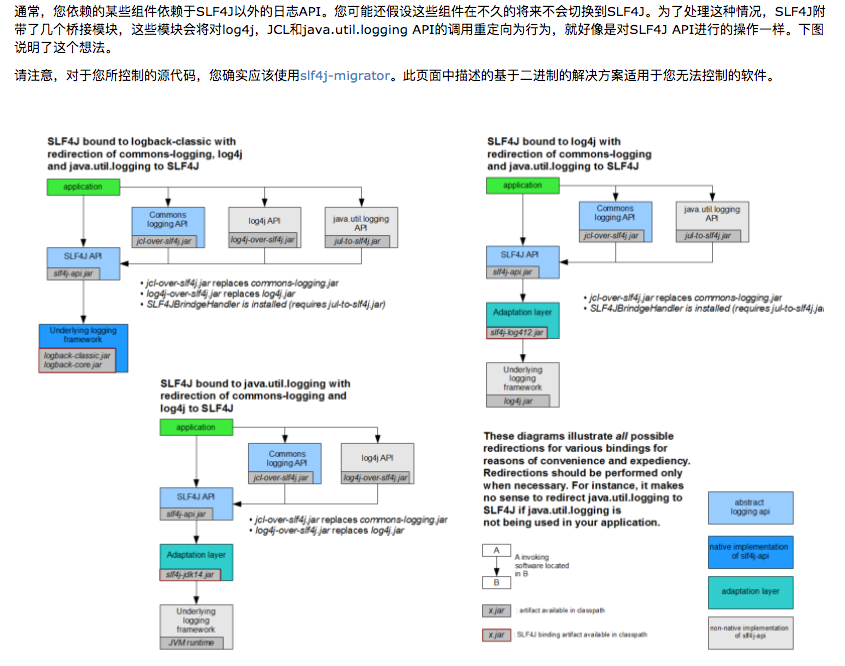 通常，您依赖的某些组件依赖于SLF4J以外的日志API。您可能还假设这些组件在不久的将来不会切换到SLF4J。为了处理这种情况，SLF4J附
带了几个桥接模块，这些模块会将对log4j，JCL和java.util.logging API的调用重定向为行为，就好像是对SLF4J API进行的操作一样。下图
说明了这个想法。
请注意，对于您所控制的源代码，您确实应该使用slf4j-migrator。此页面中描述的基于二进制的解决方案适用于您无法控制的软件。
SLF4J bound to logback-classic with
redirection of commons-logging, log4j
and java.util.logging to SLF4J
application
Commons
logging API
jcl-over-slf4j.jar
log4j API
log4j-over-slf4j.jar
java.util.logging
API
jul-to-slf4j.jar
SLF4J API
slf4j-api.jar
• jcl-over-slf4j.jar replaces commons-logging.jar
• log4j-over-slf4j.jar replaces log4j.jar
• SLF4JBrindgeHandler is installed (requires jul-to-slf4j.jar)
Underlying logging
framework
logback-classic.jar
logback-core.jar
SLF4J bound to log4j with
redirection of commons-logging
and java.util.logging to SLF4J
application
Commons
logging API
jcl-over-slf4j.jar
java.util.logging
API
jul-to-slf4j.jar
SLF4J API
slf4j-api.jar
• jcl-over-slf4j.jar replaces commons-logging.jar
• SLF4JBrindgeHandler is installed (requires jul-to-slf4j.ja
Adaptation layer
slf4j-log412.jar
Underlying
logging
framework
log4j.jar
SLF4J bound to java.util.logging with
redirection of commons-logging and
log4j to SLF4J
application
Commons
logging API
jcl-over-slf4j.jar
log4j API
log4j-over-slf4j.jar
SLF4J API
slf4j-api.jar
• jcl-over-slf4j.jar replaces commons-logging.jar
• log4j-over-slf4j.jar replaces log4j.jar
Adaptation layer
slf4j-jdk14.jar
Underlying
logging
framework
JVM runtime
These diagrams illustrate all possible
redirections for various bindings for
reasons of convenience and expediency.
Redirections should be performed only
when necessary. For instance, it makes
no sense to redirect java.util.logging to
SLF4J if java.util.logging is
not being used in your application.
A
B
A invoking
software located
in B
x.jar
artifact available in classpath
x.jar
SLF4J binding artifact available in classpath
abstract
logging api
native implementation
of slf4j-api
adaptation layer
non-native implementation
of slf4j-api